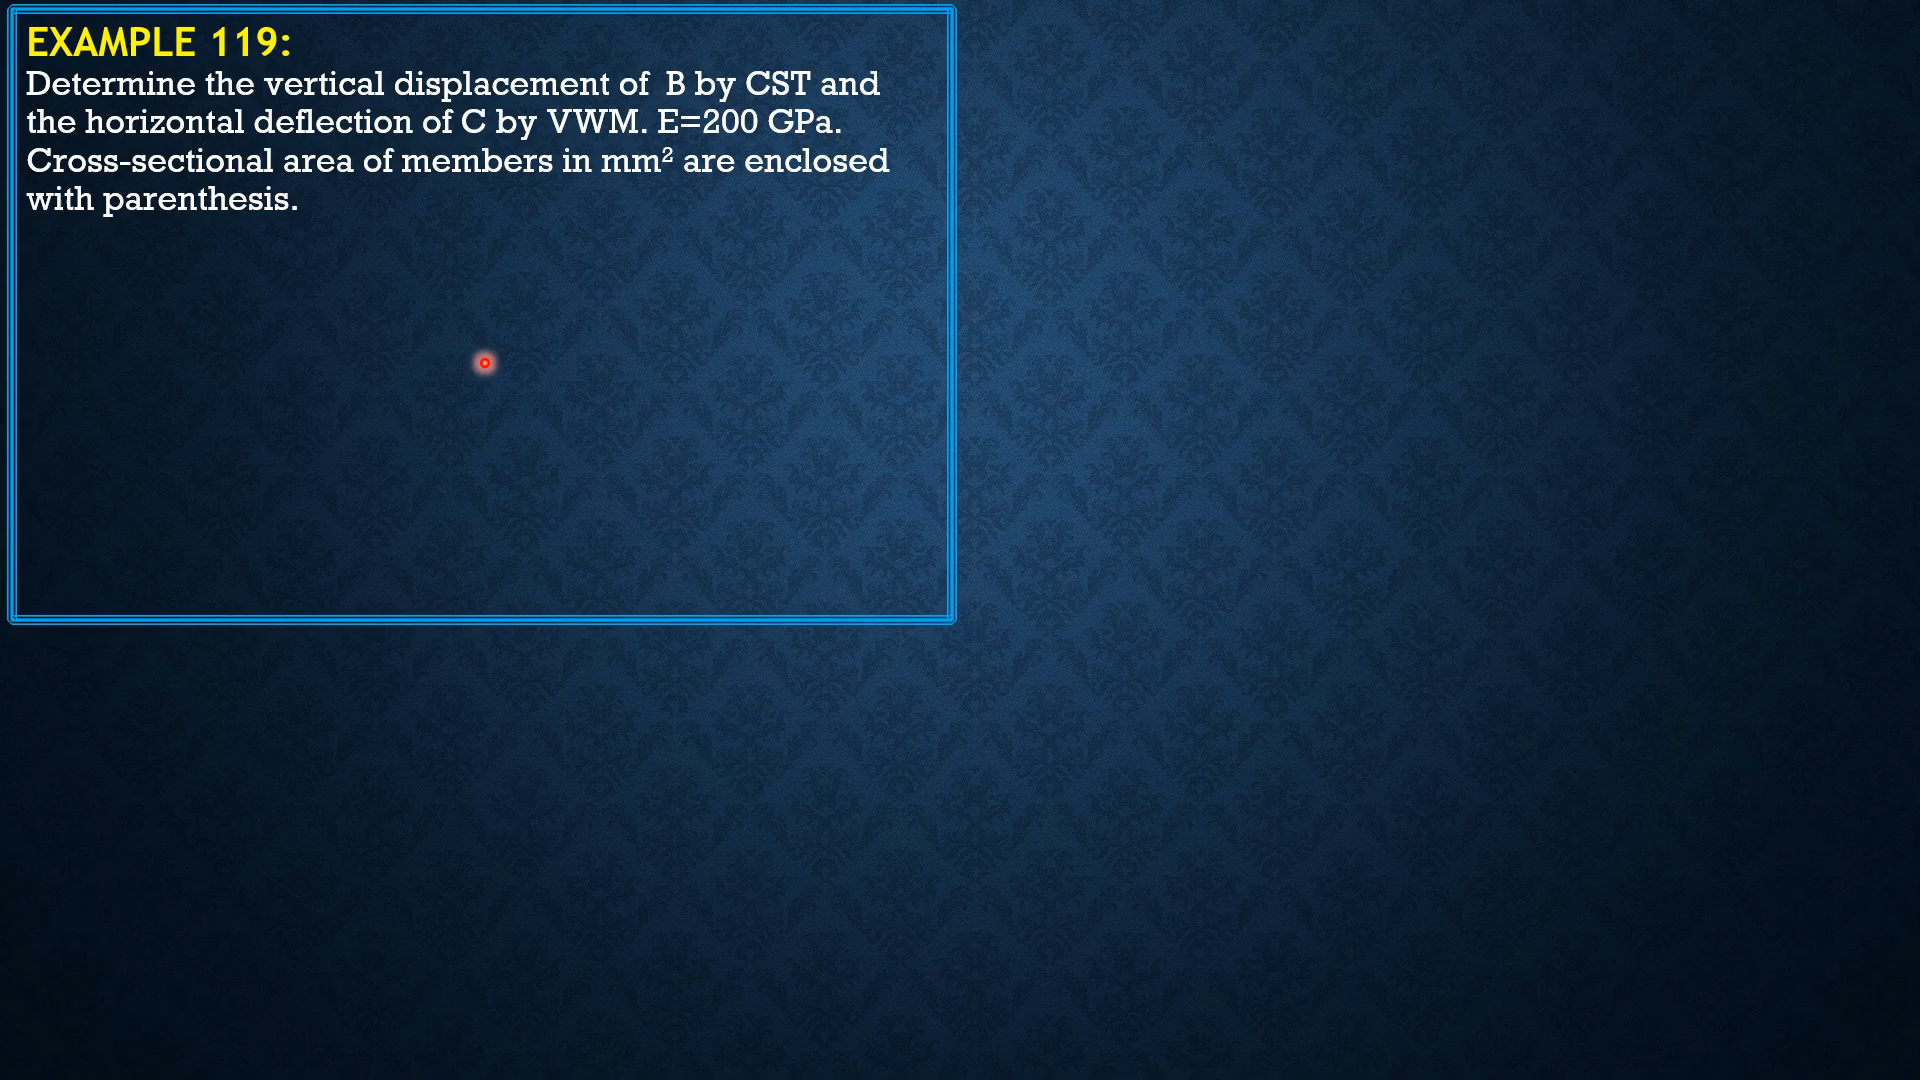 EXAMPLE 119:
Determine the vertical displacement of B by CST and
the horizontal deflection of C by VWM. E=200 GPa.
Cross-sectional area of members in mm² are enclosed
with parenthesis.